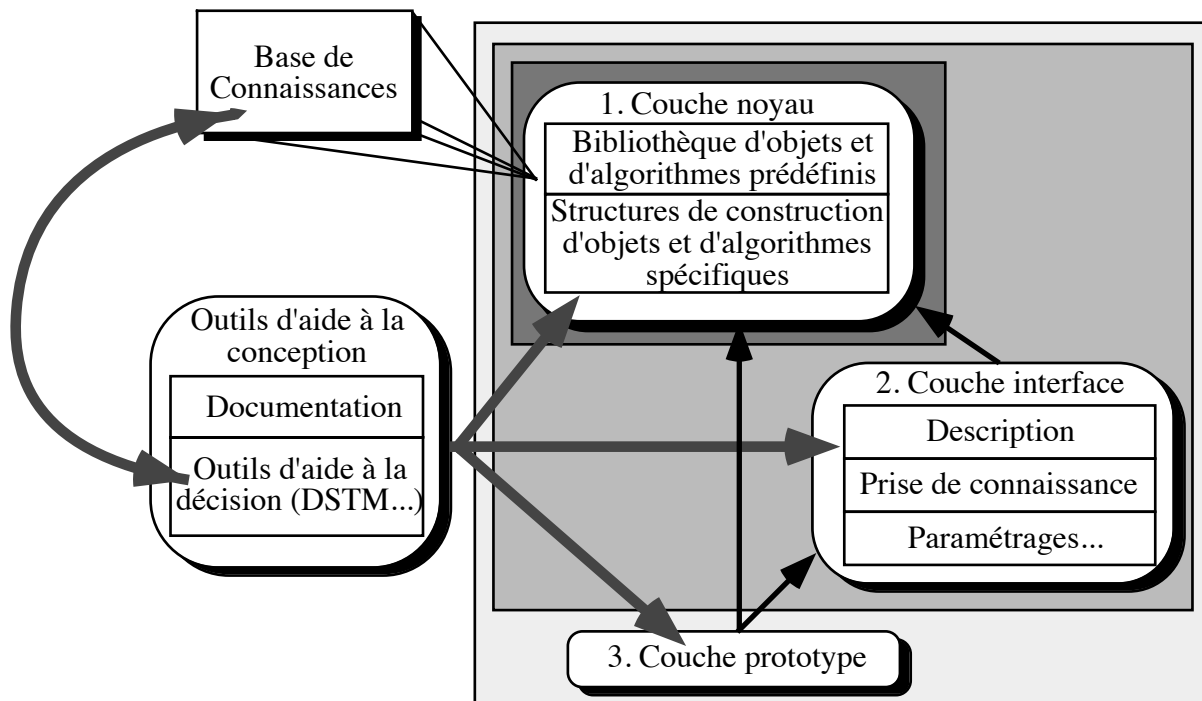 Base de
Connaissances
1. Couche noyau
Bibliothèque d'objets et
d'algorithmes prédéfinis
Structures de construction
d'objets et d'algorithmes
spécifiques
Outils d'aide à la
conception
Documentation
Outils d'aide à la
décision (DSTM...)
2. Couche interface
Description
Prise de connaissance
Paramétrages...
3. Couche prototype